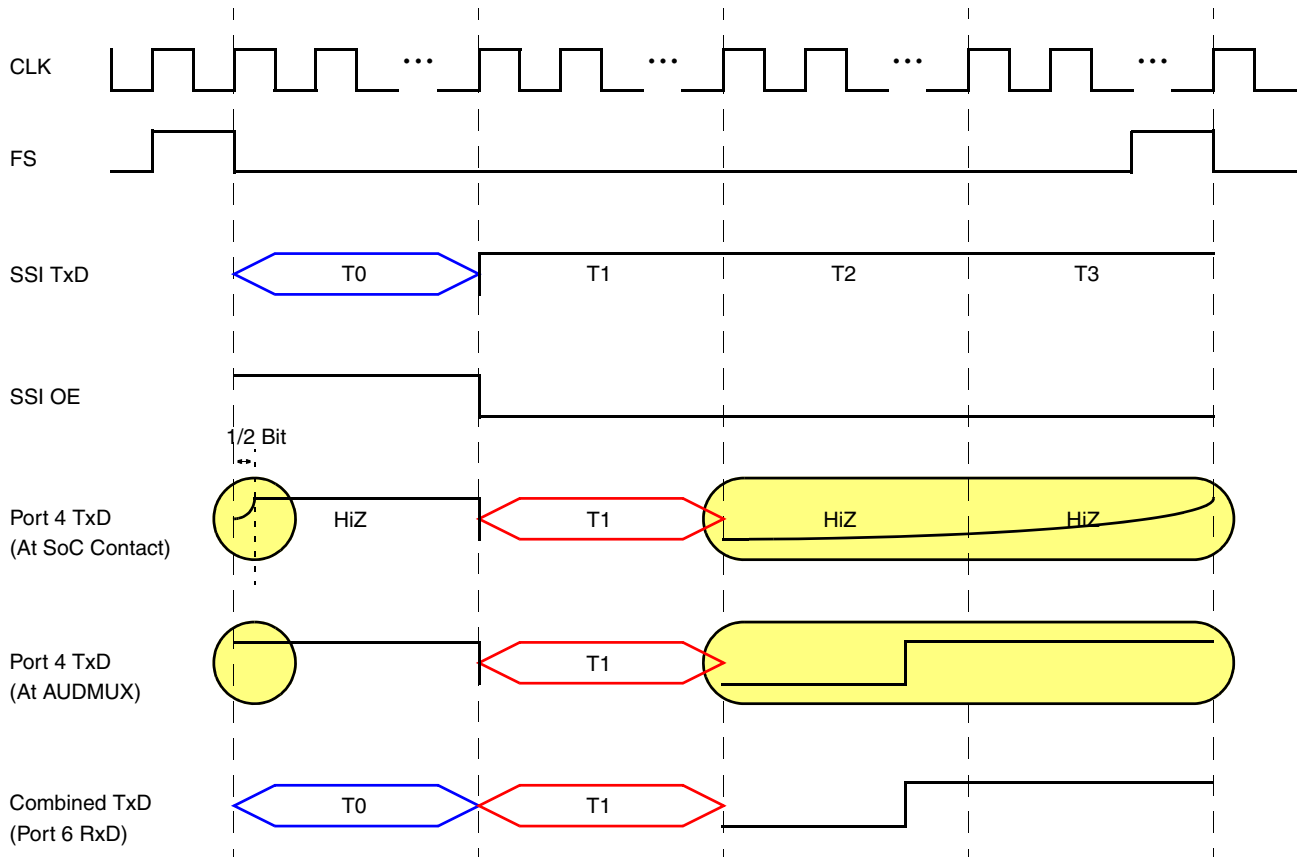 CLK
... ... ... ...
FS
SSI TxD
T0 T1 T2 T3
SSI OE
1/2 Bit
Port 4 TxD
(At SoC Contact)
HiZ T1 HiZ HiZ
Port 4 TxD
(At AUDMUX)
T1
Combined TxD
(Port 6 RxD)
T0 T1